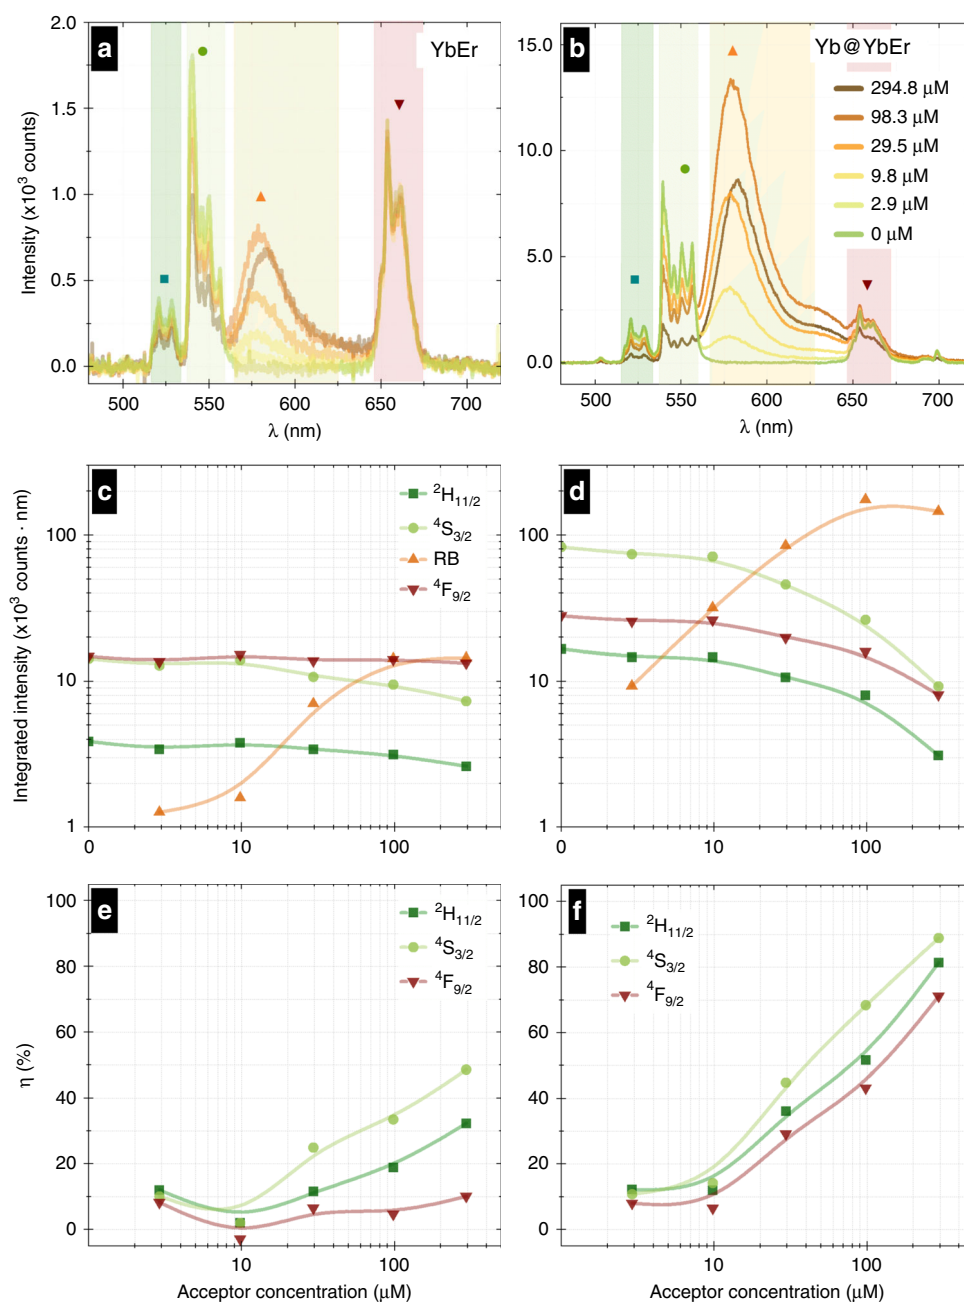 a
YbEr
2.0
1.5
1.0
0.5
0.0
Intensity (x10³ counts)
500
550
600
650
700
λ (nm)
b
Yb@YbEr
15.0
10.0
5.0
0.0
294.8 μM
98.3 μM
29.5 μM
9.8 μM
2.9 μM
0 μM
500
550
600
650
700
λ (nm)
c
²H₁₁/₂
⁴S₃/₂
RB
⁴F₉/₂
100
10
1
Integrated intensity (x10³ counts · nm)
0
10
100
d
100
10
1
0
10
100
e
²H₁₁/₂
⁴S₃/₂
⁴F₉/₂
100
80
60
40
20
0
η (%)
0
10
100
Acceptor concentration (μM)
f
²H₁₁/₂
⁴S₃/₂
⁴F₉/₂
100
80
60
40
20
0
0
10
100
Acceptor concentration (μM)